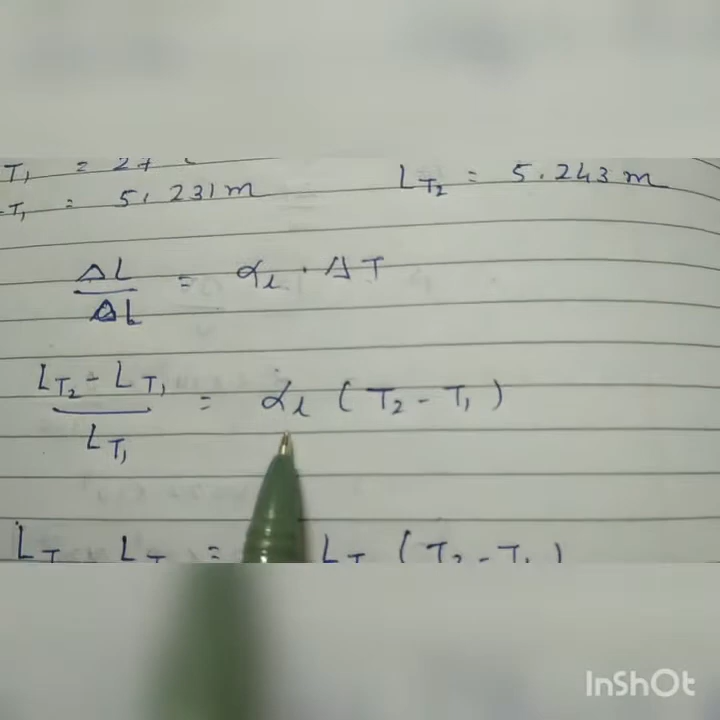 T₁ = 27
L_T₂ = 5.243 m
T₁ = 5.231 m
ΔL / ΔL = α_l . ΔT
L_T₂ - L_T₁ / L_T₁ = α_l (T₂ - T₁)
L_T L_T = L_T (T₂ - T₁)
InShOt